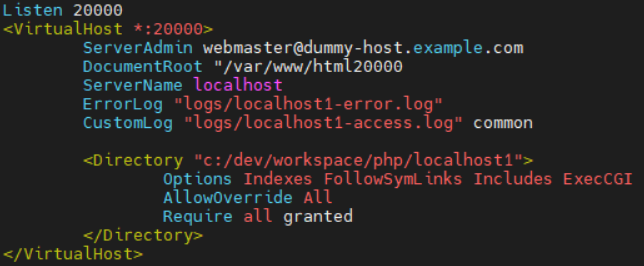 Listen 20000
<VirtualHost *:20000>
ServerAdmin webmaster@dummy-host.example.com
DocumentRoot "/var/www/html20000
ServerName localhost
ErrorLog "logs/localhost1-error.log"
CustomLog "logs/localhost1-access.log" common
<Directory "c:/dev/workspace/php/localhost1">
Options Indexes FollowSymLinks Includes ExecCGI
AllowOverride All
Require all granted
</Directory>
</VirtualHost>